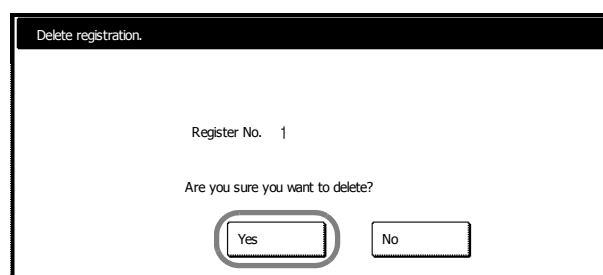 Delete registration.
Register No. 1
Are you sure you want to delete?
Yes No